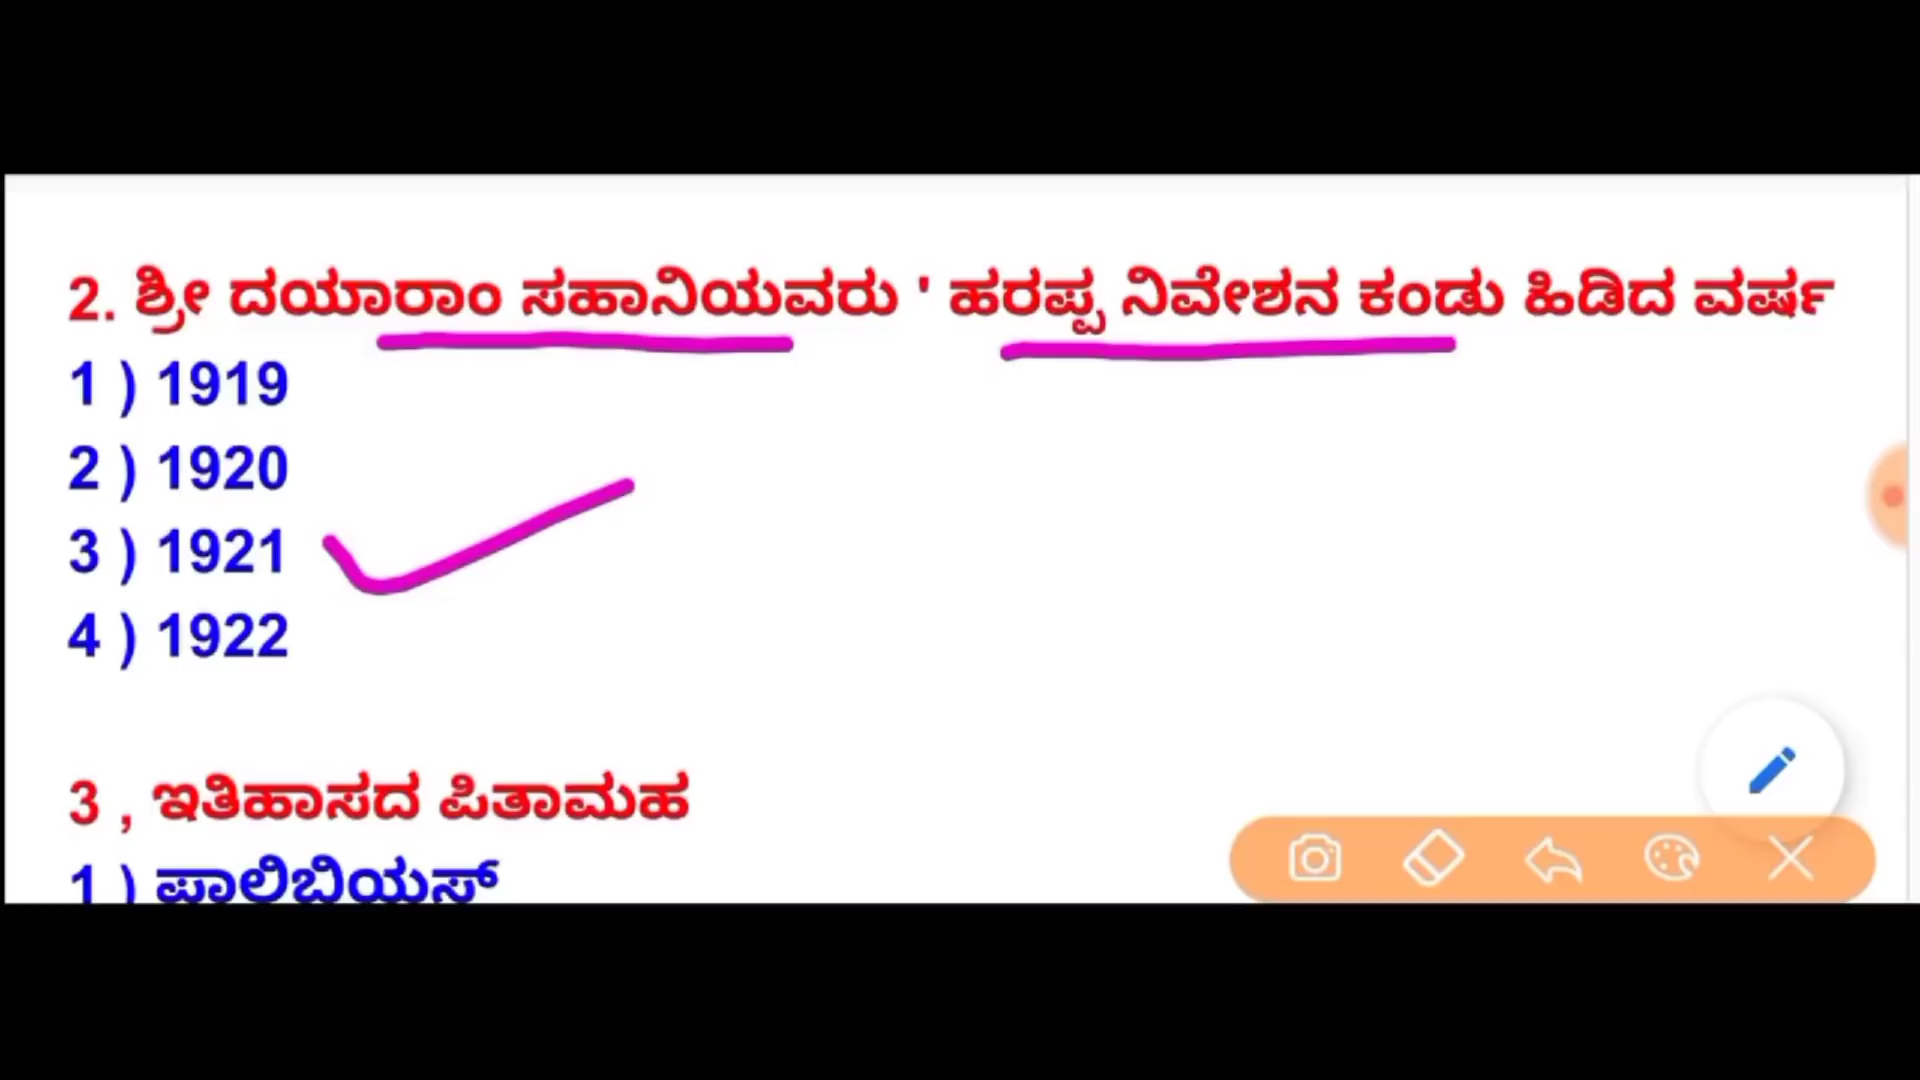 2. ಶ್ರೀ ದಯಾರಾಂ ಸಹಾನಿಯವರು ' ಹರಪ್ಪ ನಿವೇಶನ ಕಂಡು ಹಿಡಿದ ವರ್ಷ
1 ) 1919
2 ) 1920
3 ) 1921
4 ) 1922
3 , ಇತಿಹಾಸದ ಪಿತಾಮಹ
1 ) ಪಾಲಿಬಿಯಸ್